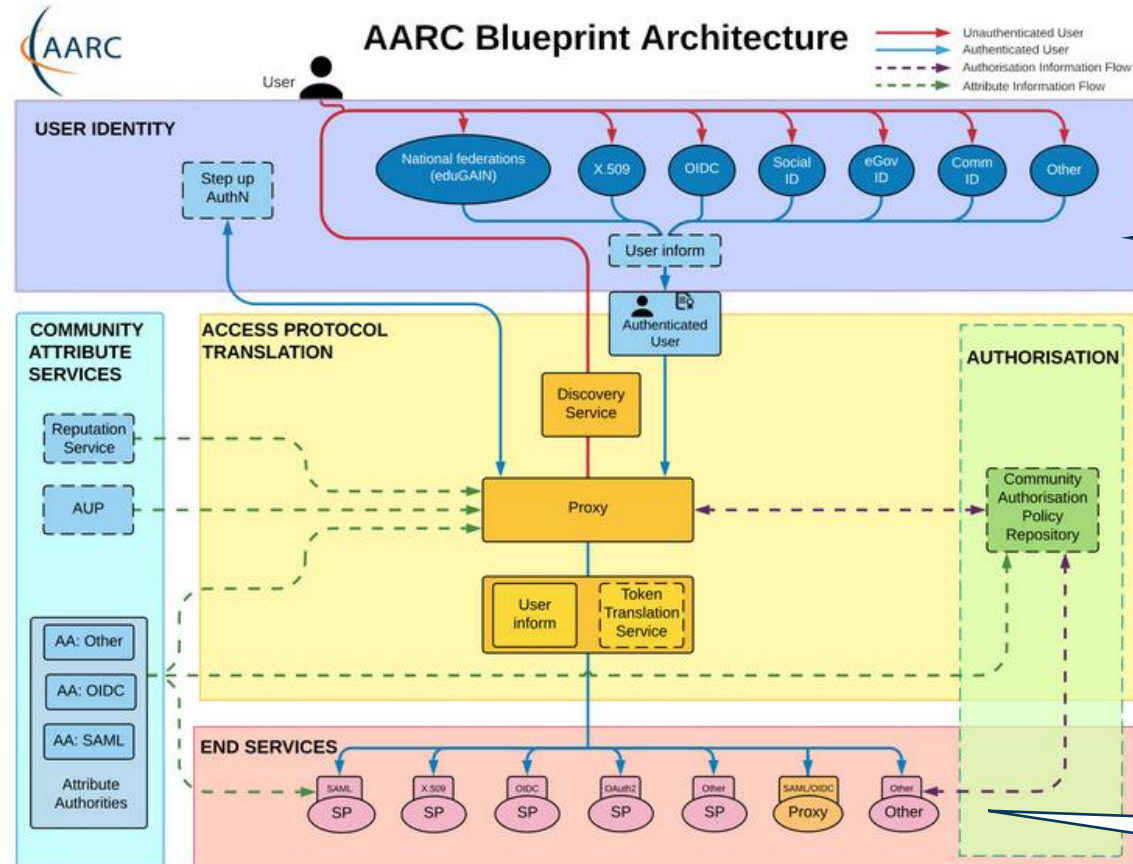 AARC
AARC Blueprint Architecture
Unauthenticated User
Authenticated User
Authorisation Information Flow
Attribute Information Flow
User
USER IDENTITY
Step up
AuthN
National federations
(eduGAIN)
X.509
OIDC
Social
ID
eGov
ID
Comm
ID
Other
User inform
Authenticated
User
COMMUNITY
ATTRIBUTE
SERVICES
ACCESS PROTOCOL
TRANSLATION
AUTHORISATION
Discovery
Service
Reputation
Service
AUP
Proxy
Community
Authorisation
Policy
Repository
User
inform
Token
Translation
Service
AA: Other
AA: OIDC
AA: SAML
Attribute
Authorities
END SERVICES
SAML
SP
X.509
SP
OIDC
SP
OAuth2
SP
Other
SP
SAML/OIDC
Proxy
Other
Other